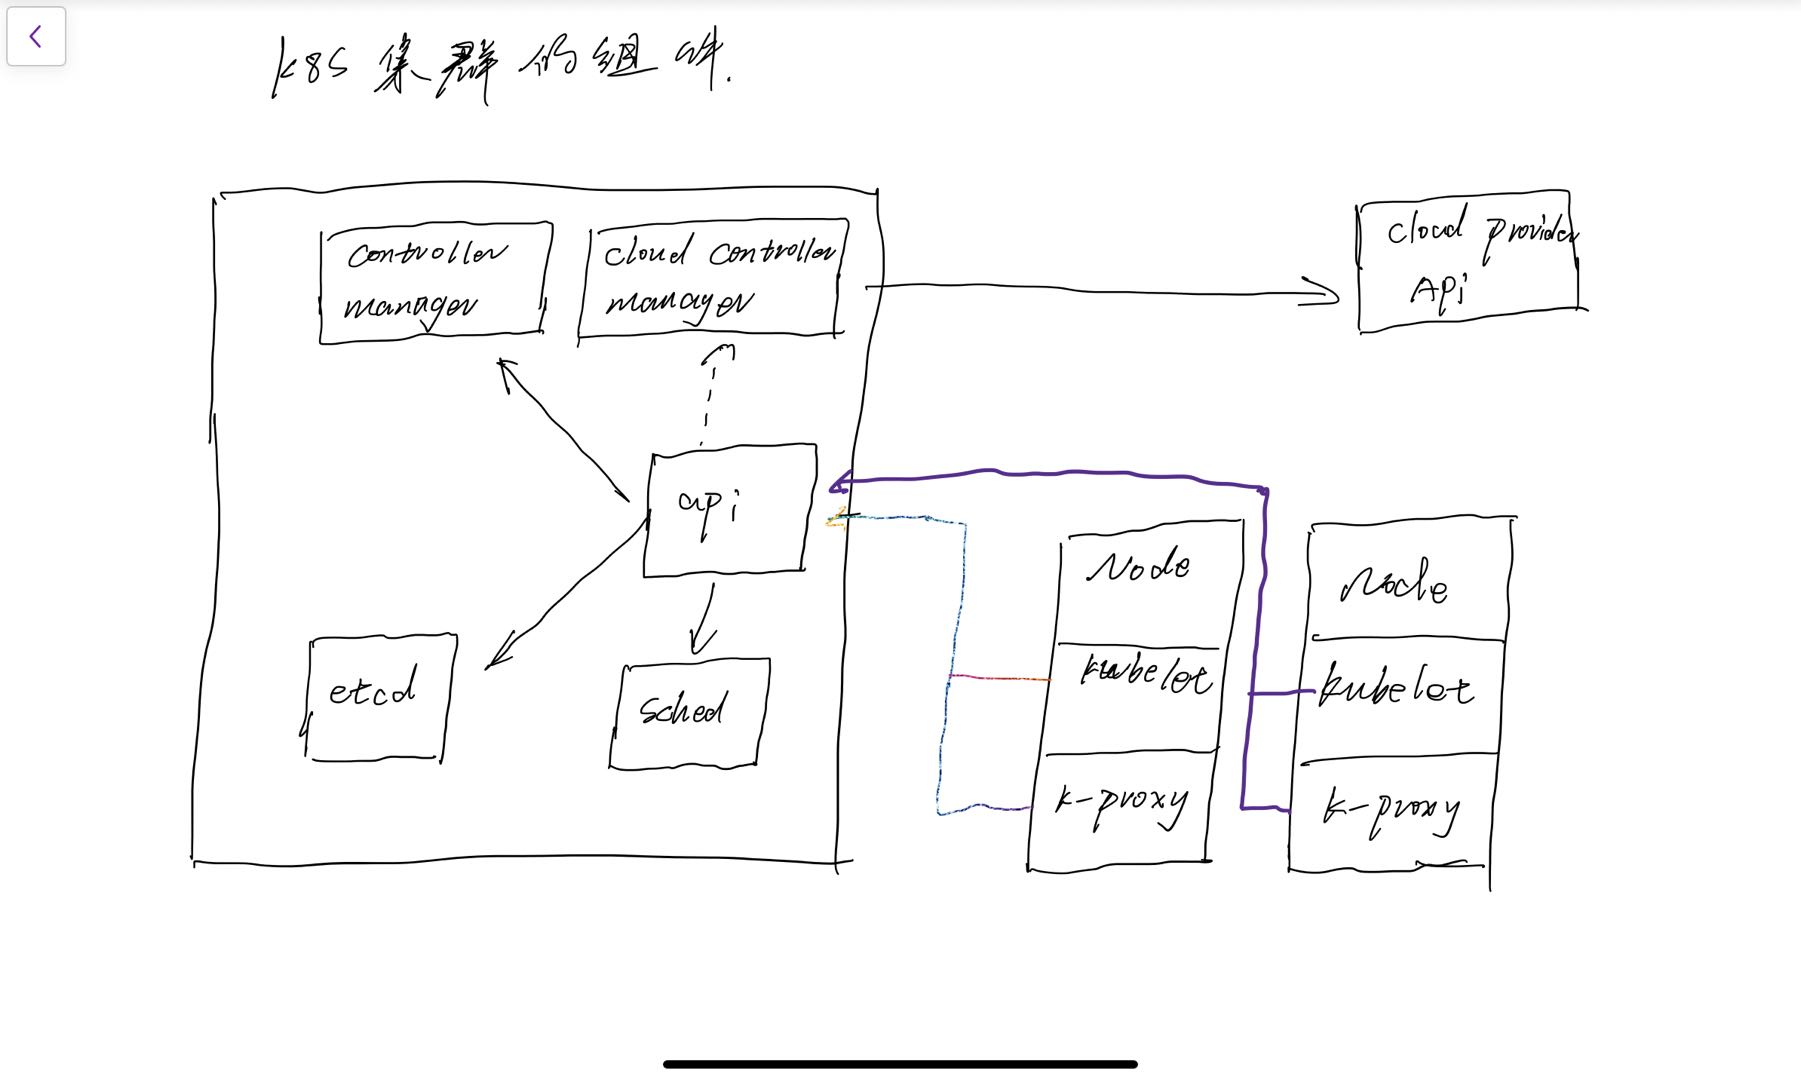 k8s 集群的组件.
controller
manager
cloud controller
manager
cloud provider
Api
api
etcd
sched
Node
kubelet
k-proxy
Node
kubelet
k-proxy